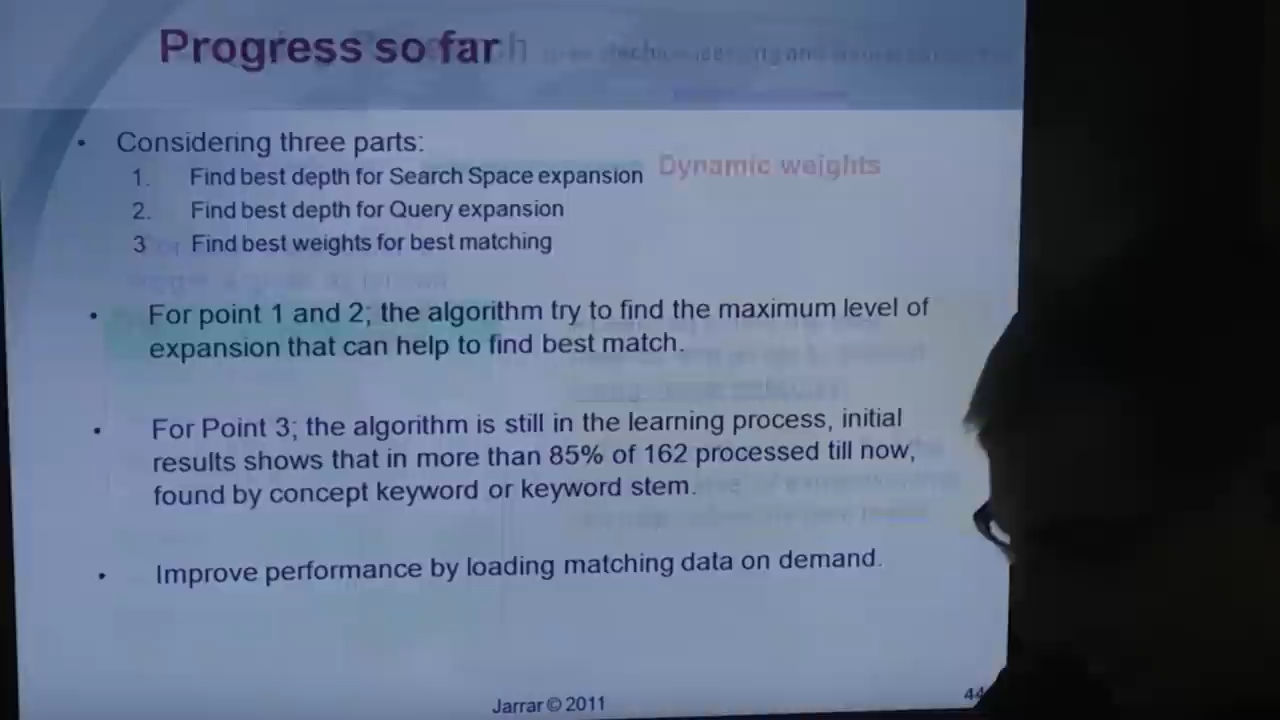 Progress so far
Dynamic weights
• Considering three parts:
1. Find best depth for Search Space expansion
2. Find best depth for Query expansion
3 Find best weights for best matching
• For point 1 and 2; the algorithm try to find the maximum level of
expansion that can help to find best match.
• For Point 3; the algorithm is still in the learning process, initial
results shows that in more than 85% of 162 processed till now,
found by concept keyword or keyword stem.
• Improve performance by loading matching data on demand.
Jarrar © 2011
44